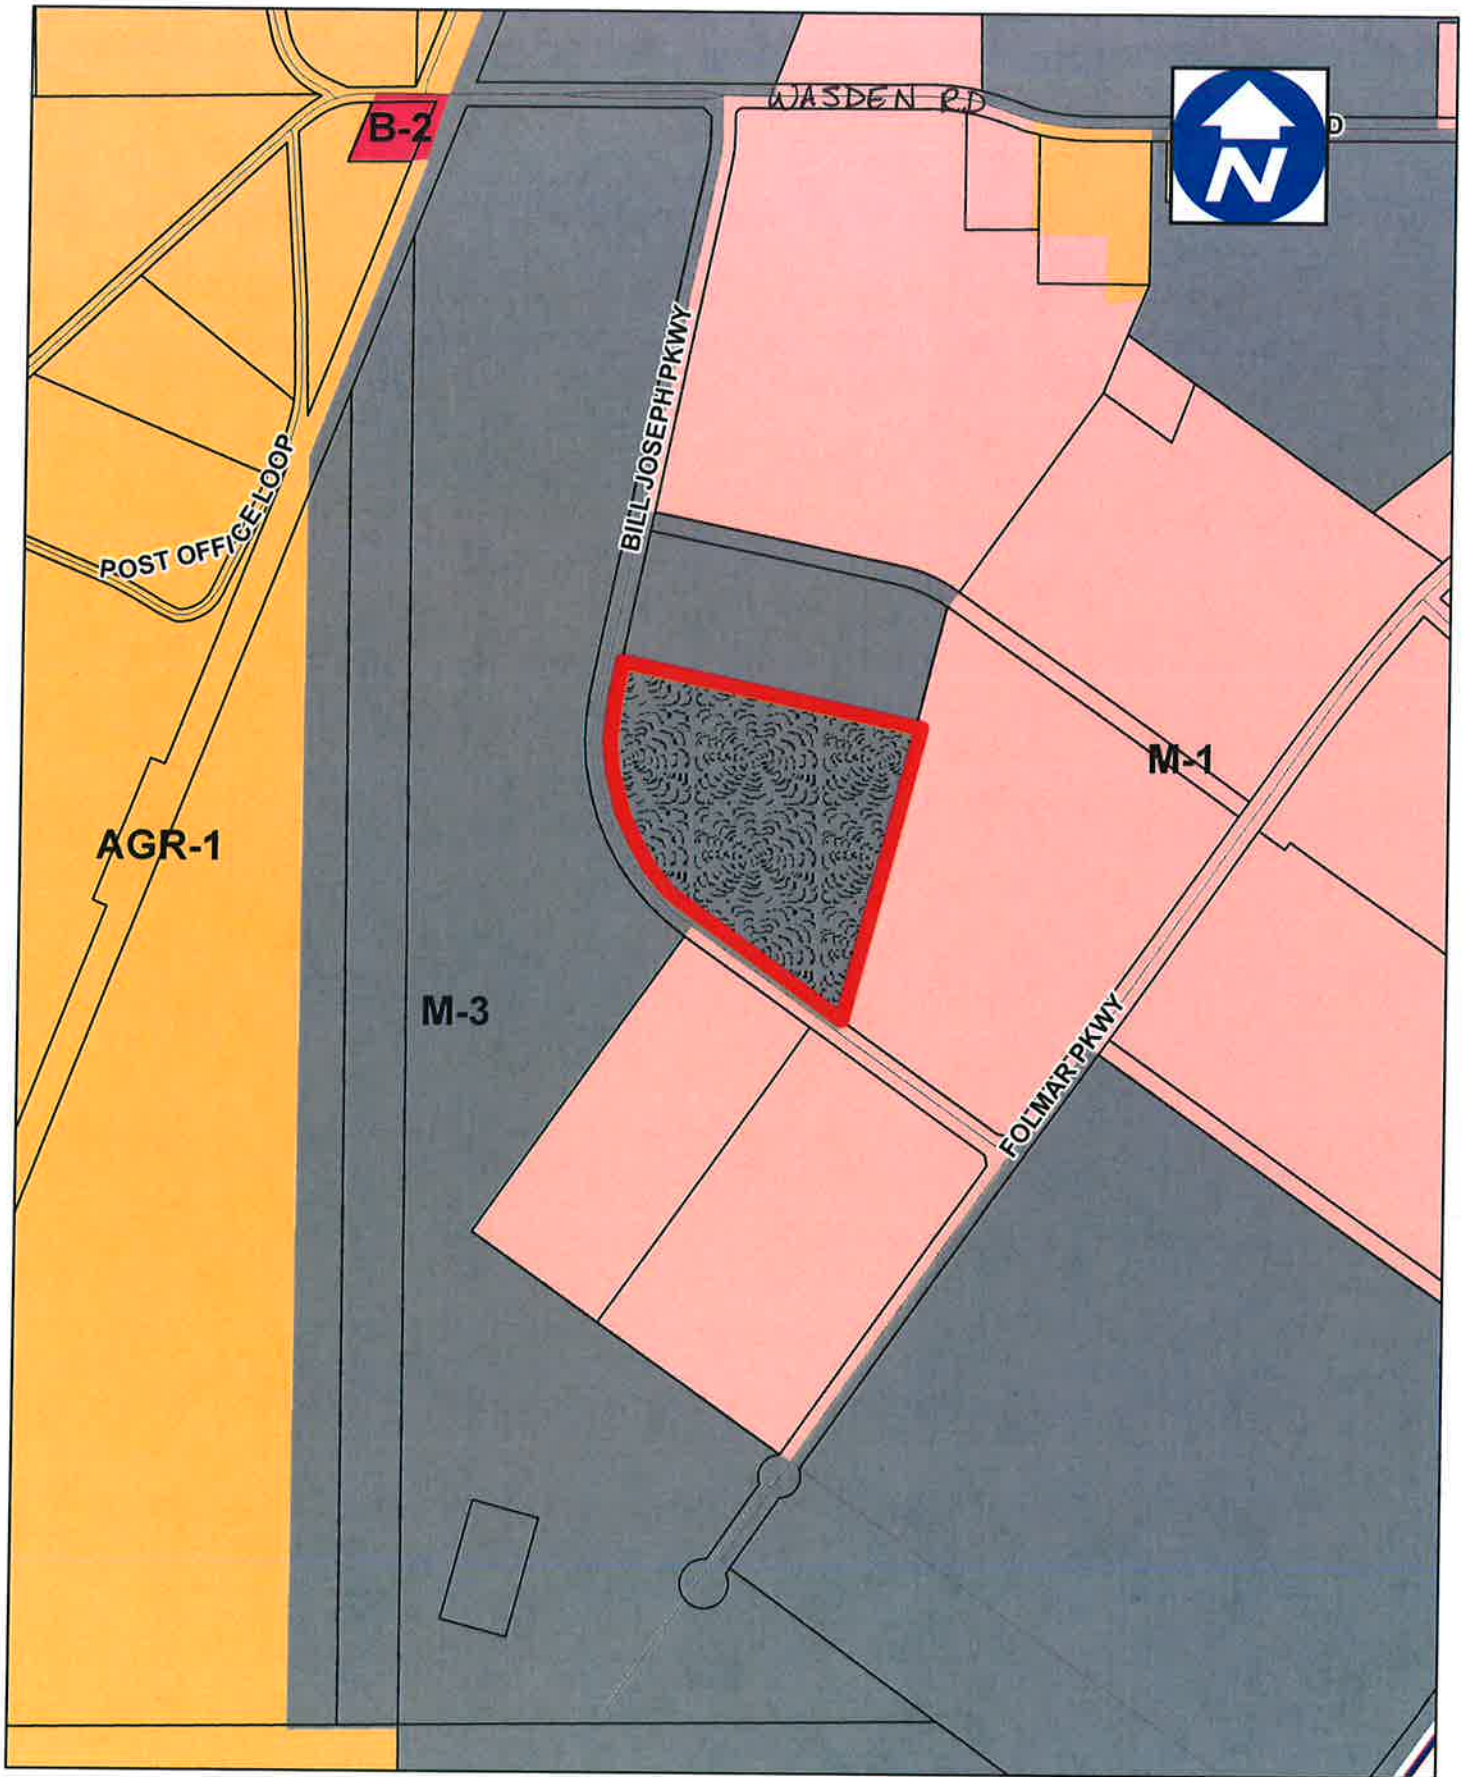 WASDEN RD
B-2
N
D
BILL JOSEPH PKWY
POST OFFICE LOOP
M-1
AGR-1
M-3
FOLMAR PKWY